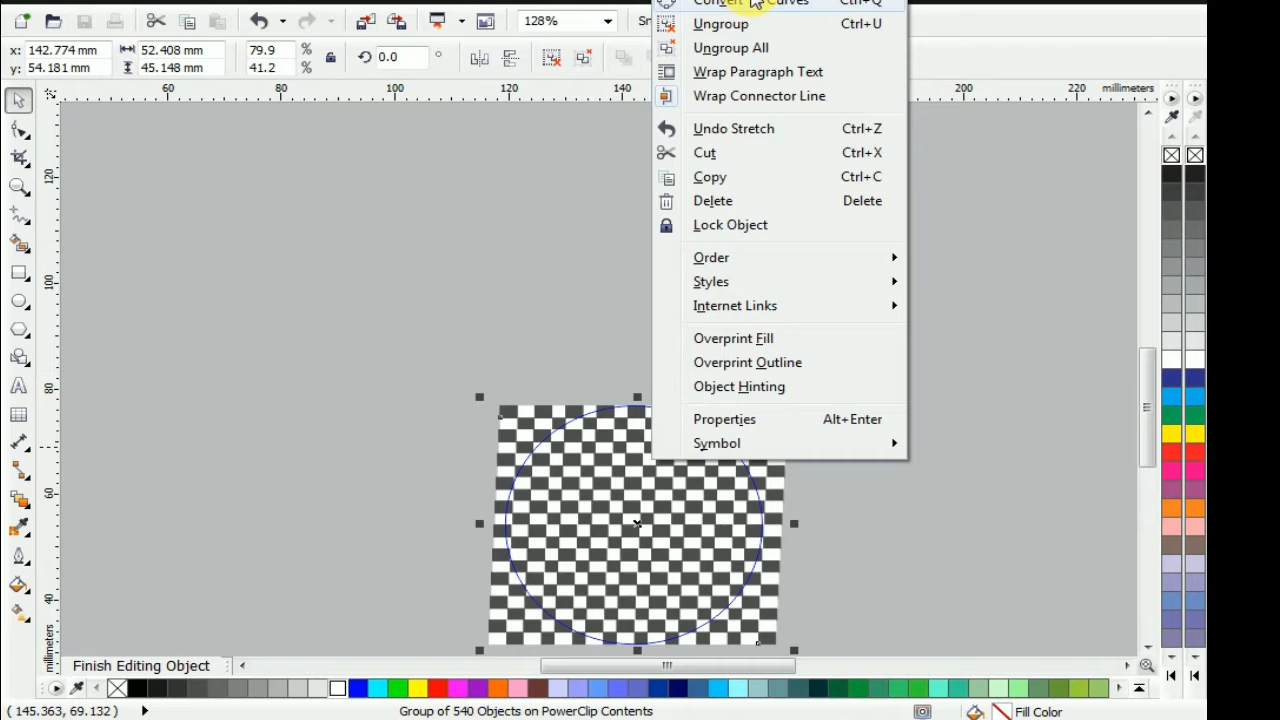 Convert Curves Ctrl+Q
128%
Ungroup Ctrl+U
x: 142.774 mm 52.408 mm 79.9 %
y: 54.181 mm 45.148 mm 41.2 % 0.0 °
Ungroup All
Wrap Paragraph Text
Wrap Connector Line
60 80 100 120 140 200 220 millimeters
Undo Stretch Ctrl+Z
Cut Ctrl+X
Copy Ctrl+C
Delete Delete
Lock Object
Order
Styles
Internet Links
Overprint Fill
Overprint Outline
Object Hinting
Properties Alt+Enter
Symbol
120
100
80
60
40
millimeters
Finish Editing Object
( 145.363, 69.132 ) Group of 540 Objects on PowerClip Contents Fill Color